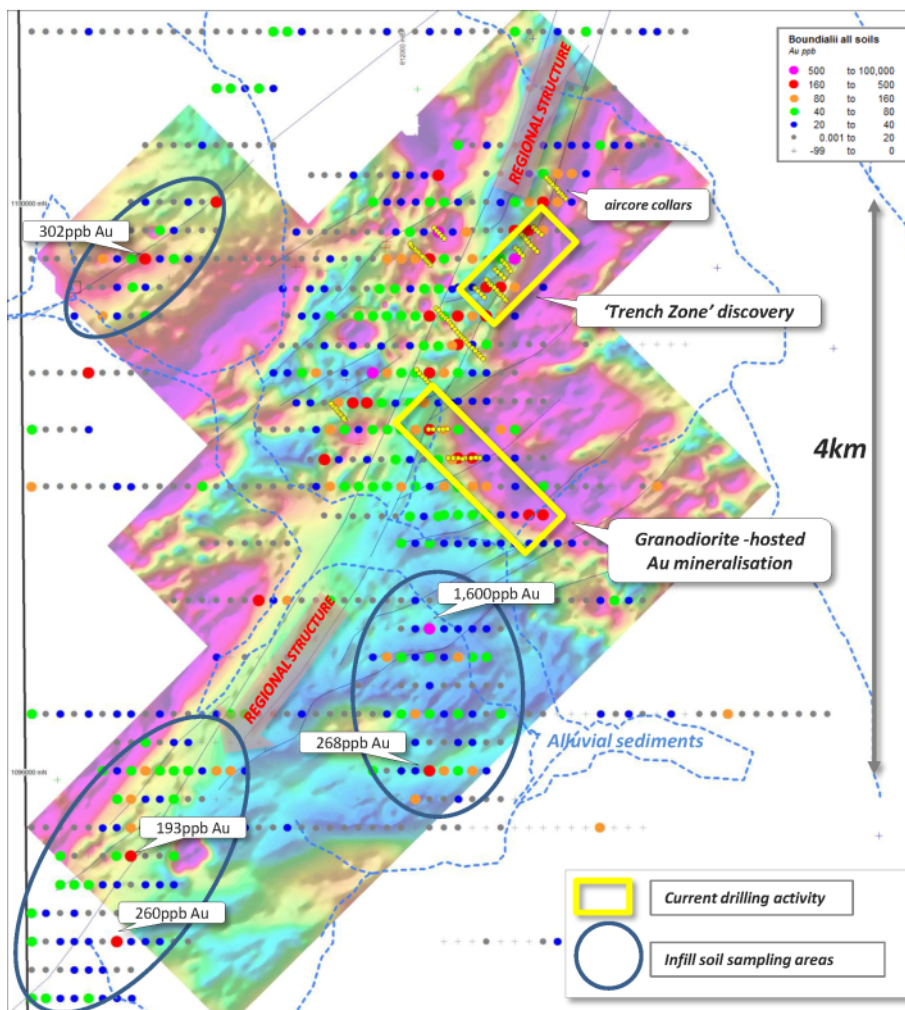 Boundialii all soils
Au ppb
500 to 100,000
160 to 500
80 to 160
40 to 80
20 to 40
0.001 to 20
-99 to 0
REGIONAL STRUCTURE
aircore collars
302ppb Au
'Trench Zone' discovery
4km
Granodiorite -hosted
Au mineralisation
1,600ppb Au
REGIONAL STRUCTURE
268ppb Au
Alluvial sediments
193ppb Au
260ppb Au
Current drilling activity
Infill soil sampling areas